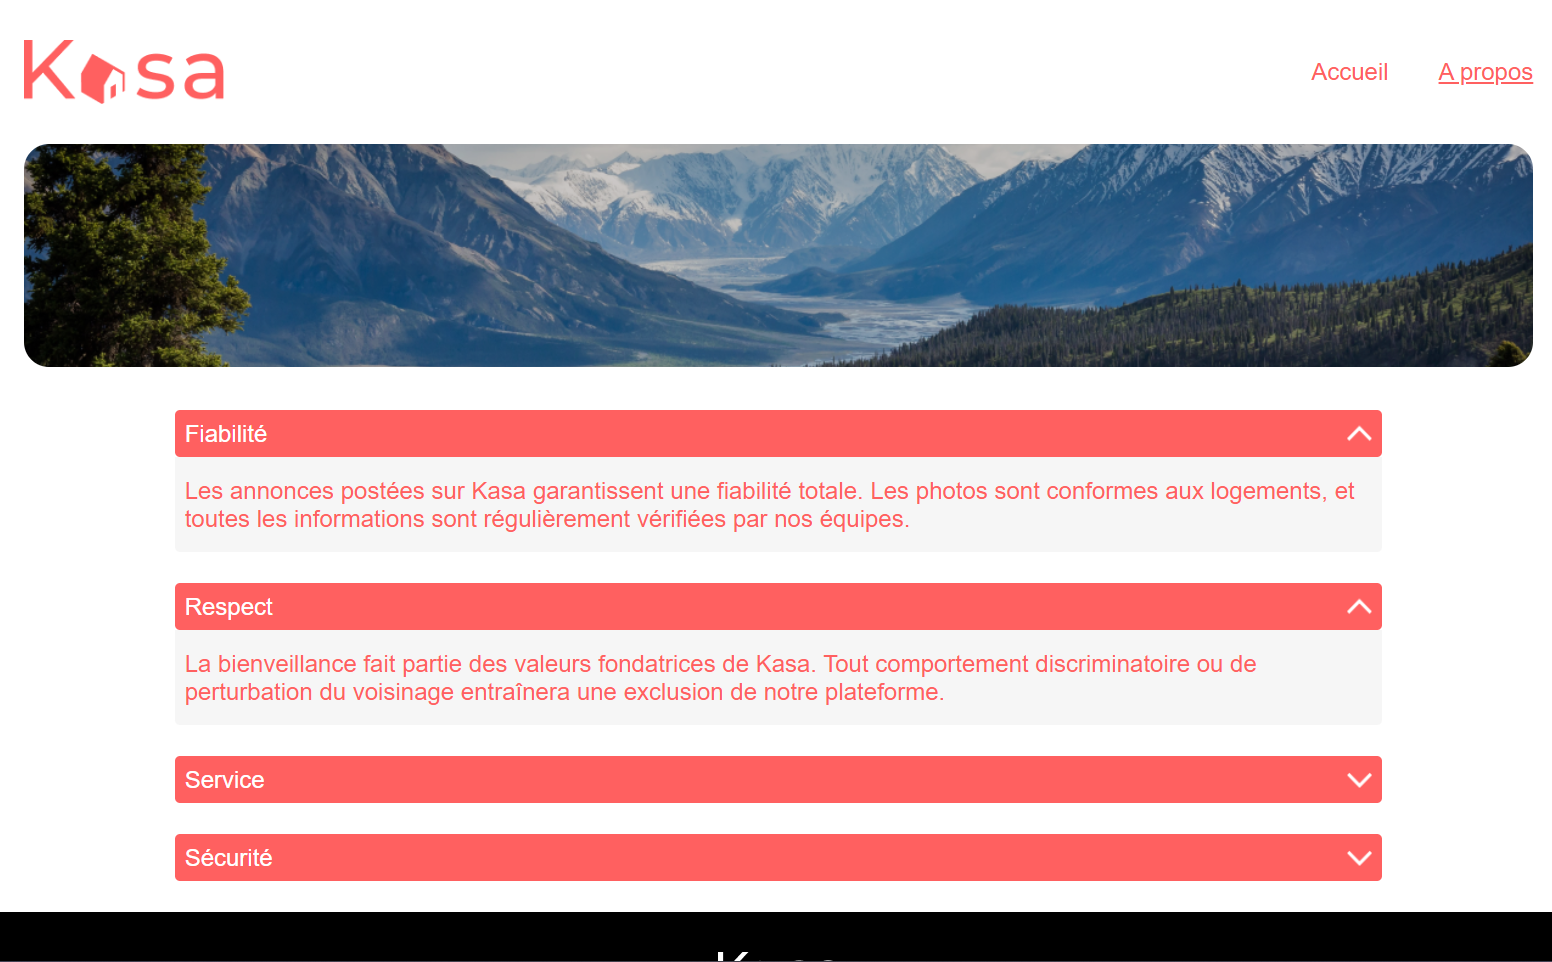 Kasa
Accueil
A propos
Fiabilité
Les annonces postées sur Kasa garantissent une fiabilité totale. Les photos sont conformes aux logements, et
toutes les informations sont régulièrement vérifiées par nos équipes.
Respect
La bienveillance fait partie des valeurs fondatrices de Kasa. Tout comportement discriminatoire ou de
perturbation du voisinage entraînera une exclusion de notre plateforme.
Service
Sécurité